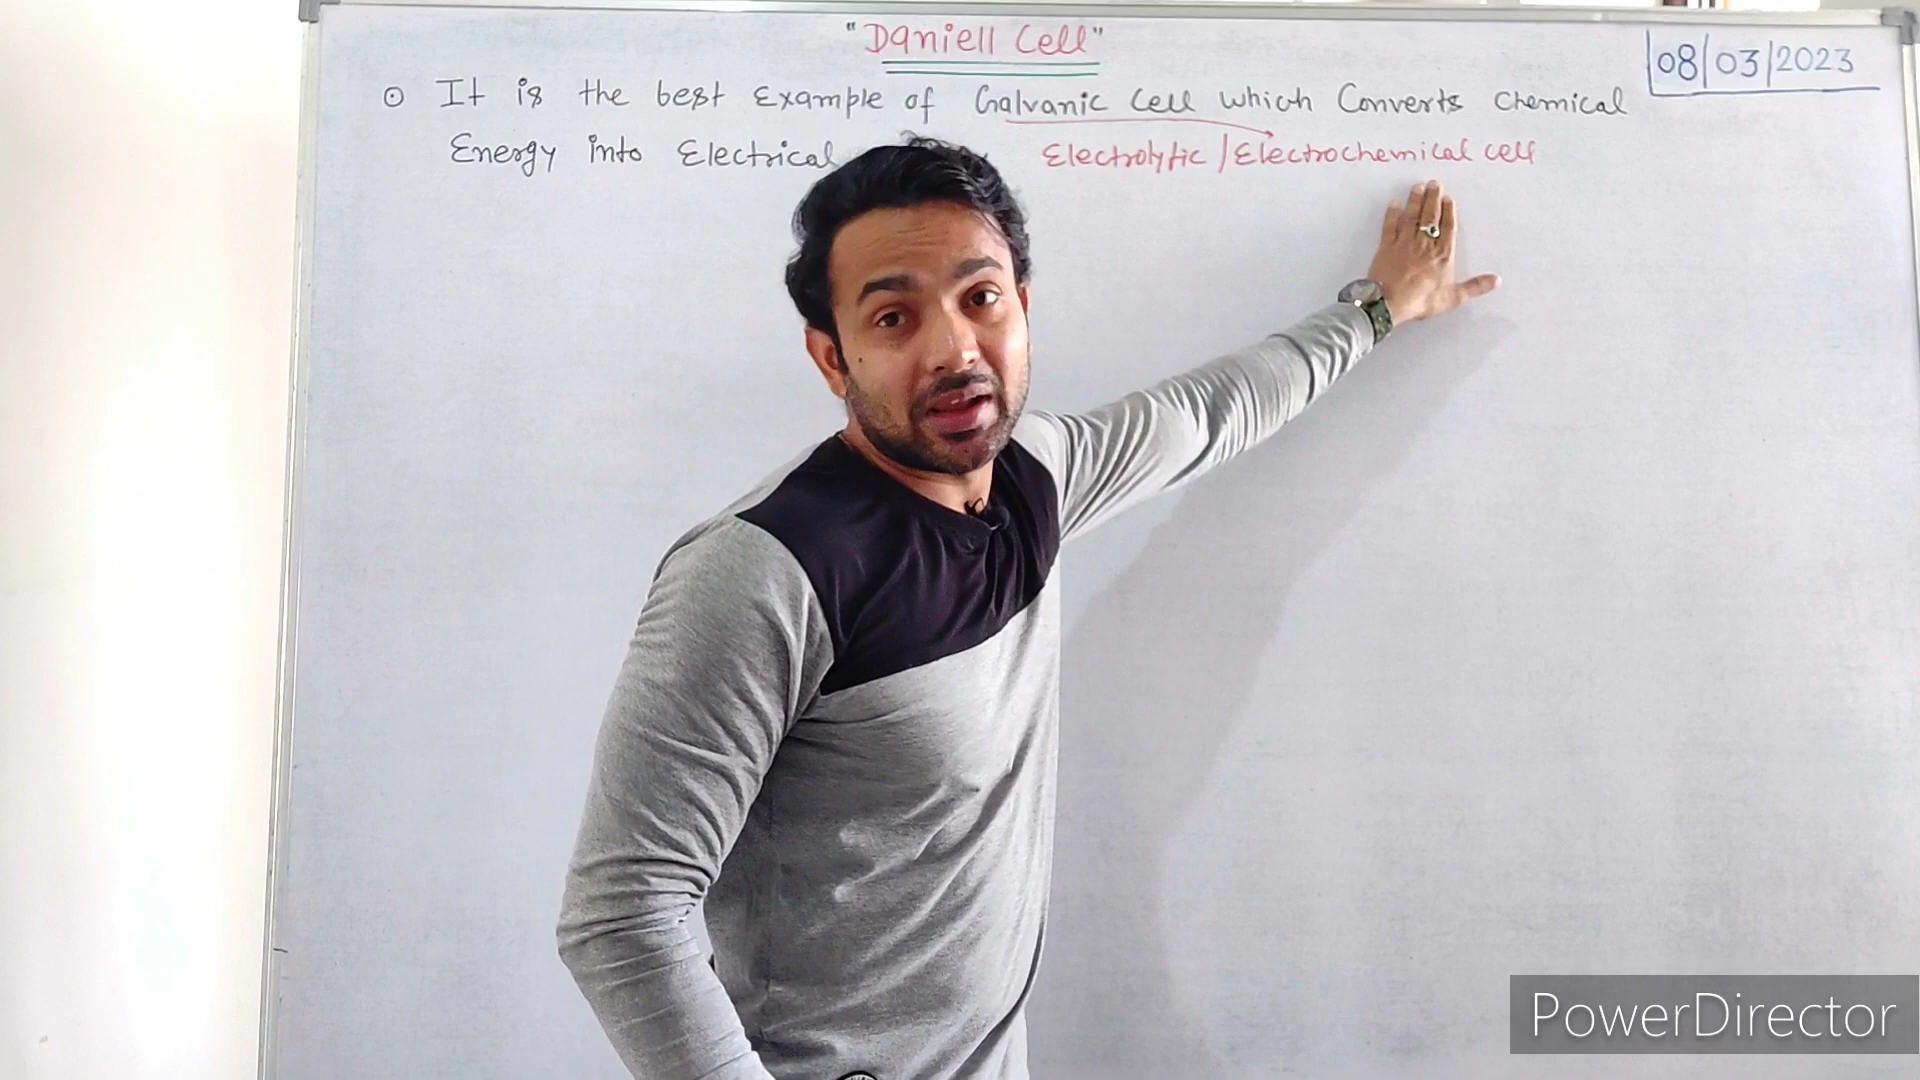 "Daniell Cell"
08/03/2023
⊙ It is the best Example of Galvanic Cell which Converts Chemical
Energy into Electrical
Electrolytic / Electrochemical cell
PowerDirector